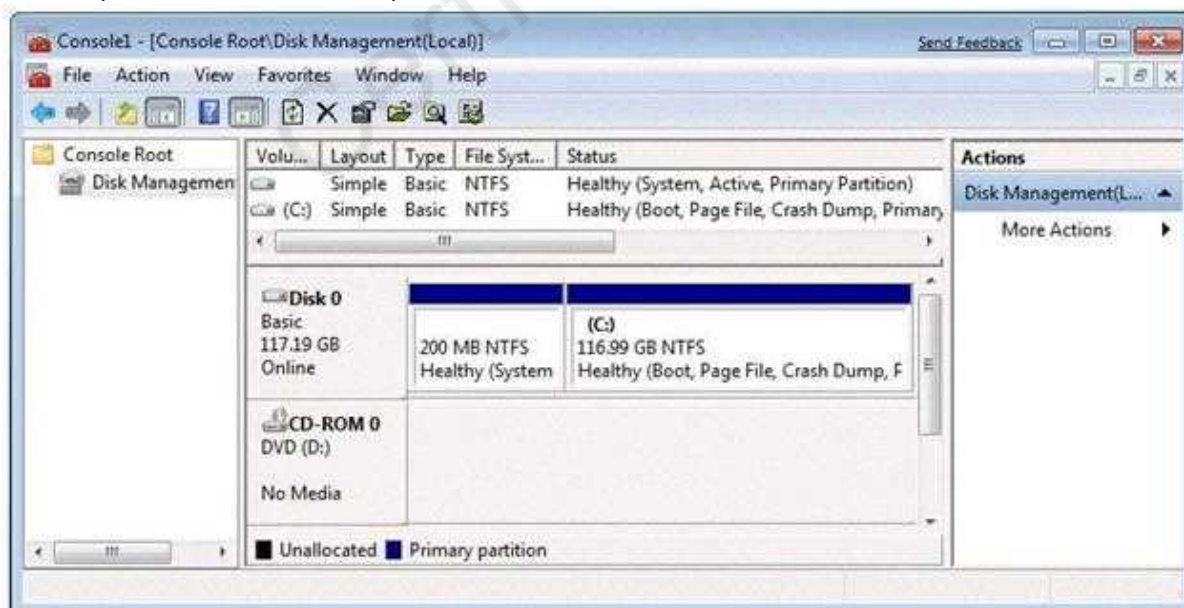 Console1 - [Console Root\Disk Management(Local)]
Send Feedback
File Action View Favorites Window Help
Console Root
Disk Managemen
Volu... Layout Type File Syst... Status
Simple Basic NTFS Healthy (System, Active, Primary Partition)
(C:) Simple Basic NTFS Healthy (Boot, Page File, Crash Dump, Primary
Actions
Disk Management(L...
More Actions
Disk 0
Basic
117.19 GB
Online
200 MB NTFS
Healthy (System
(C:)
116.99 GB NTFS
Healthy (Boot, Page File, Crash Dump, P
CD-ROM 0
DVD (D:)
No Media
Unallocated Primary partition